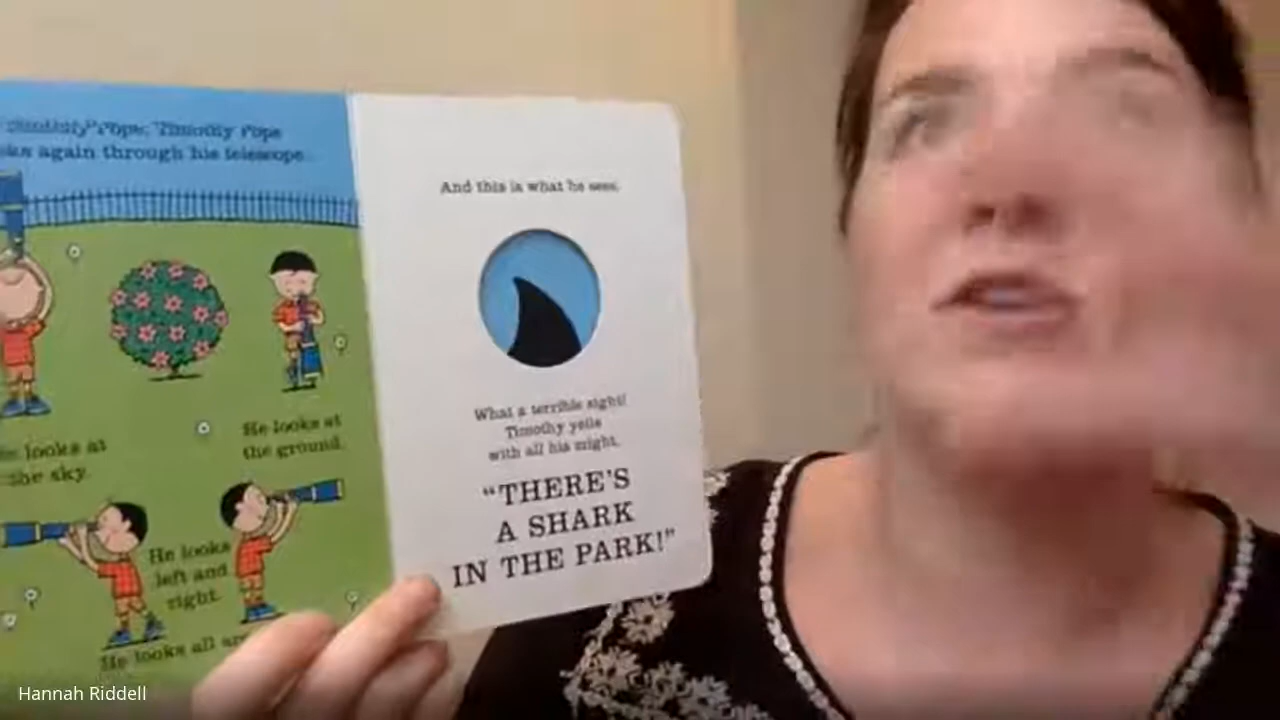 Timothy Pope, Timothy Pope
again through his telescope.
looks at
the sky.
He looks at
the ground.
He looks
left and
right.
He looks all
And this is what he sees.
What a terrible sight!
Timothy yells
with all his might,
"THERE'S
A SHARK
IN THE PARK!"
Hannah Riddell